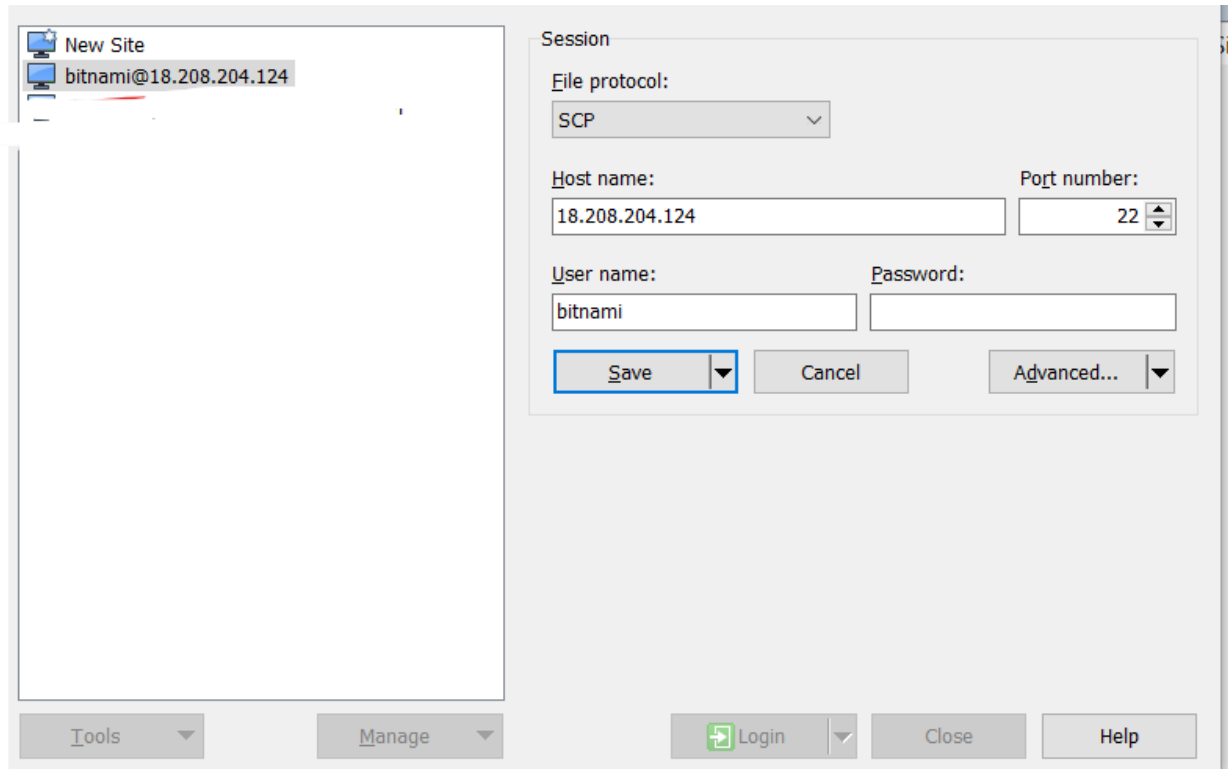 New Site
bitnami@18.208.204.124
Session
File protocol:
SCP
Host name:
Port number:
18.208.204.124
22
User name:
Password:
bitnami
Save
Cancel
Advanced...
Tools
Manage
Login
Close
Help